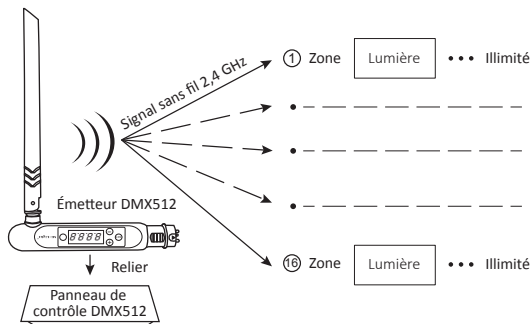 ① Zone Lumière ••• Illimité
Signal sans fil 2,4 GHz
Émetteur DMX512
8888
⑯ Zone Lumière ••• Illimité
Relier
Panneau de
contrôle DMX512